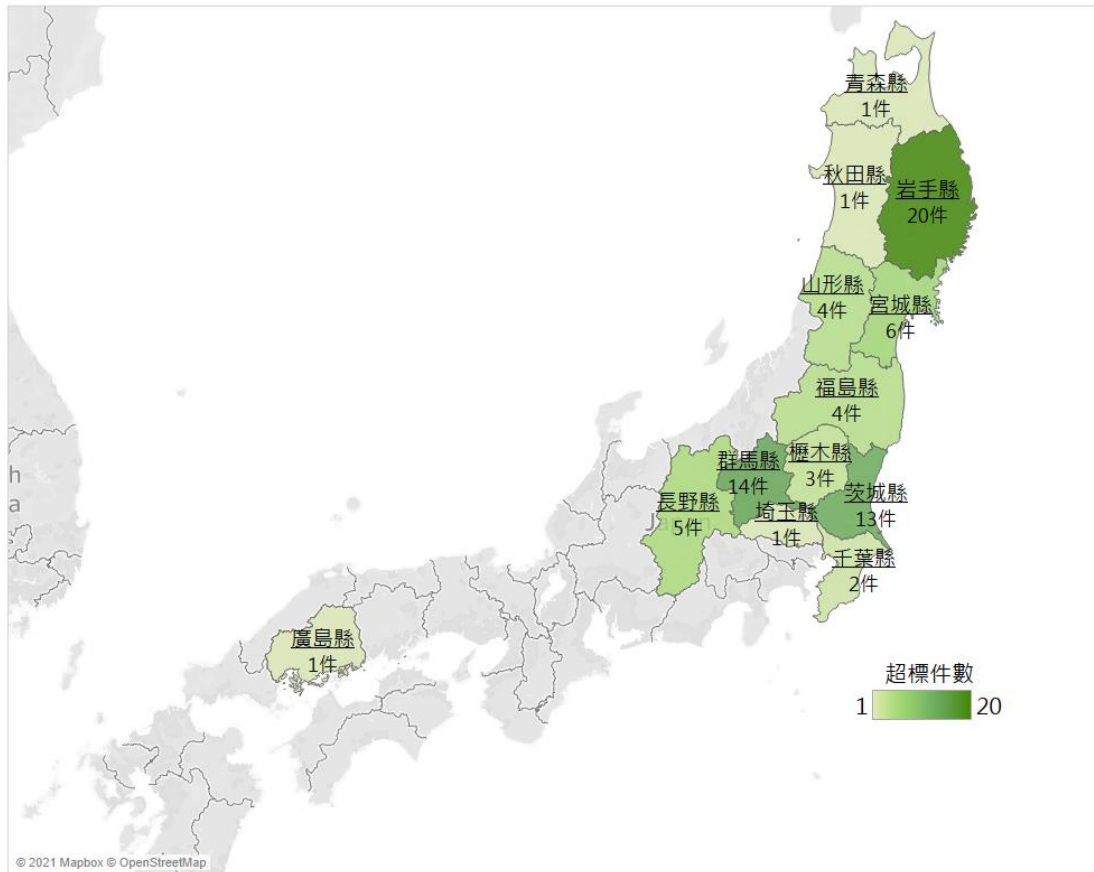 青森縣
1件
秋田縣
1件
岩手縣
20件
山形縣
4件
宮城縣
6件
福島縣
4件
櫪木縣
3件
群馬縣
14件
茨城縣
13件
長野縣
5件
埼玉縣
1件
千葉縣
2件
廣島縣
1件
超標件數
1
20
h
a
© 2021 Mapbox © OpenStreetMap